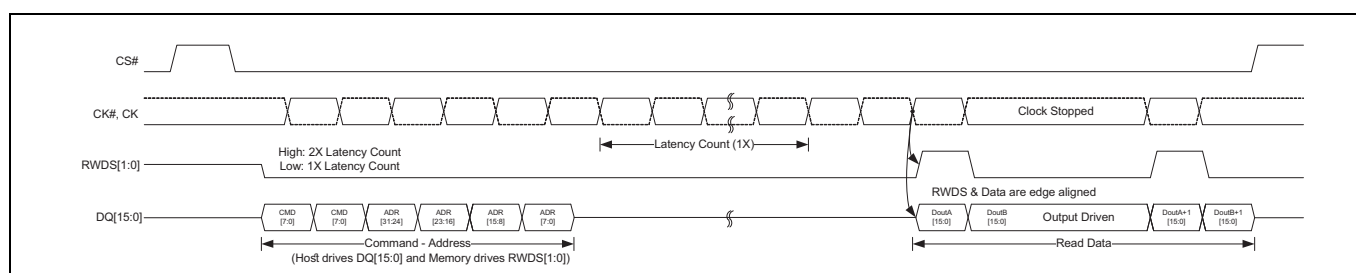 CS#
CK#, CK
Clock Stopped
Latency Count (1X)
High: 2X Latency Count
Low: 1X Latency Count
RWDS[1:0]
RWDS & Data are edge aligned
DQ[15:0]
CMD [7:0]
CMD [7:0]
ADR [31:24]
ADR [23:16]
ADR [15:8]
ADR [7:0]
DoutA [15:0]
DoutB [15:0]
Output Driven
DoutA+1 [15:0]
DoutB+1 [15:0]
Command - Address
Read Data
(Host drives DQ[15:0] and Memory drives RWDS[1:0])